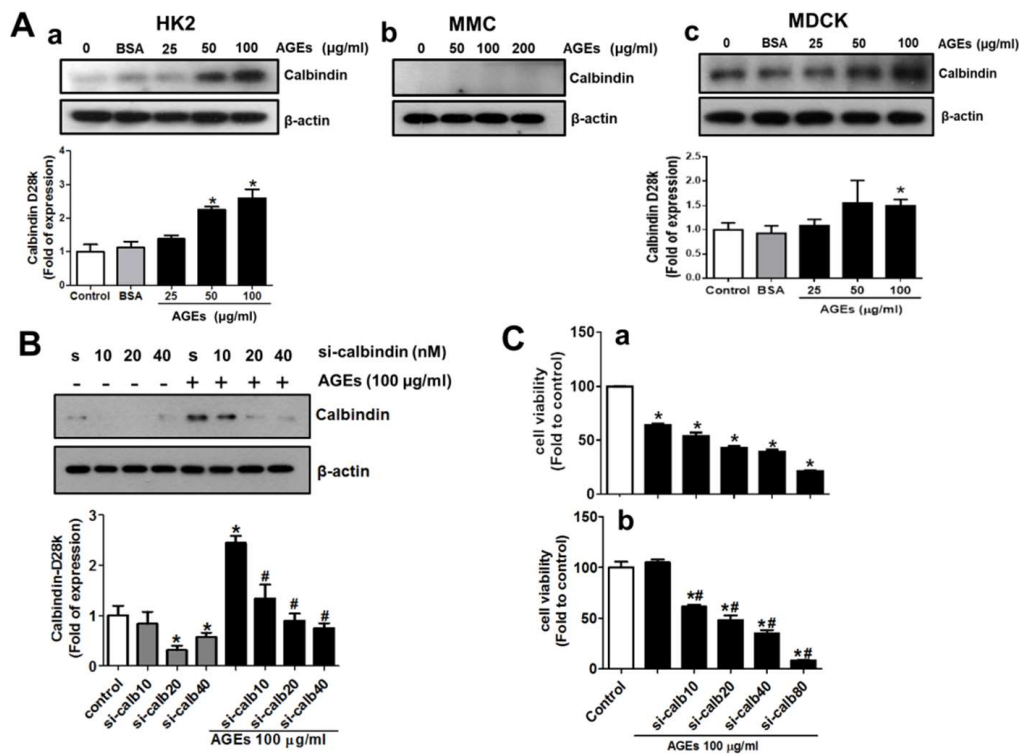 A
HK2
a
0 BSA 25 50 100 AGEs (µg/ml)
Calbindin
β-actin
Calbindin D28k
(Fold of expression)
4
3
2
1
0
* *
Control BSA 25 50 100
AGEs (µg/ml)
MMC
b
0 50 100 200 AGEs (µg/ml)
Calbindin
β-actin
MDCK
c
0 BSA 25 50 100 AGEs (µg/ml)
Calbindin
β-actin
Calbindin D28k
(Fold of expression)
2.5
2.0
1.5
1.0
0.5
0.0
*
Control BSA 25 50 100
AGEs (µg/ml)
B
s 10 20 40 s 10 20 40 si-calbindin (nM)
- - - - + + + + AGEs (100 µg/ml)
Calbindin
β-actin
Calbindin-D28k
(Fold of expression)
3
2
1
0
* * * # # #
control si-calb10 si-calb20 si-calb40 si-calb10 si-calb20 si-calb40
AGEs 100 µg/ml
C
a
cell viability
(Fold to control)
150
100
50
0
* * * * *
b
cell viability
(Fold to control)
150
100
50
0
*# *# *# *#
Control si-calb10 si-calb20 si-calb40 si-calb80
AGEs 100 µg/ml